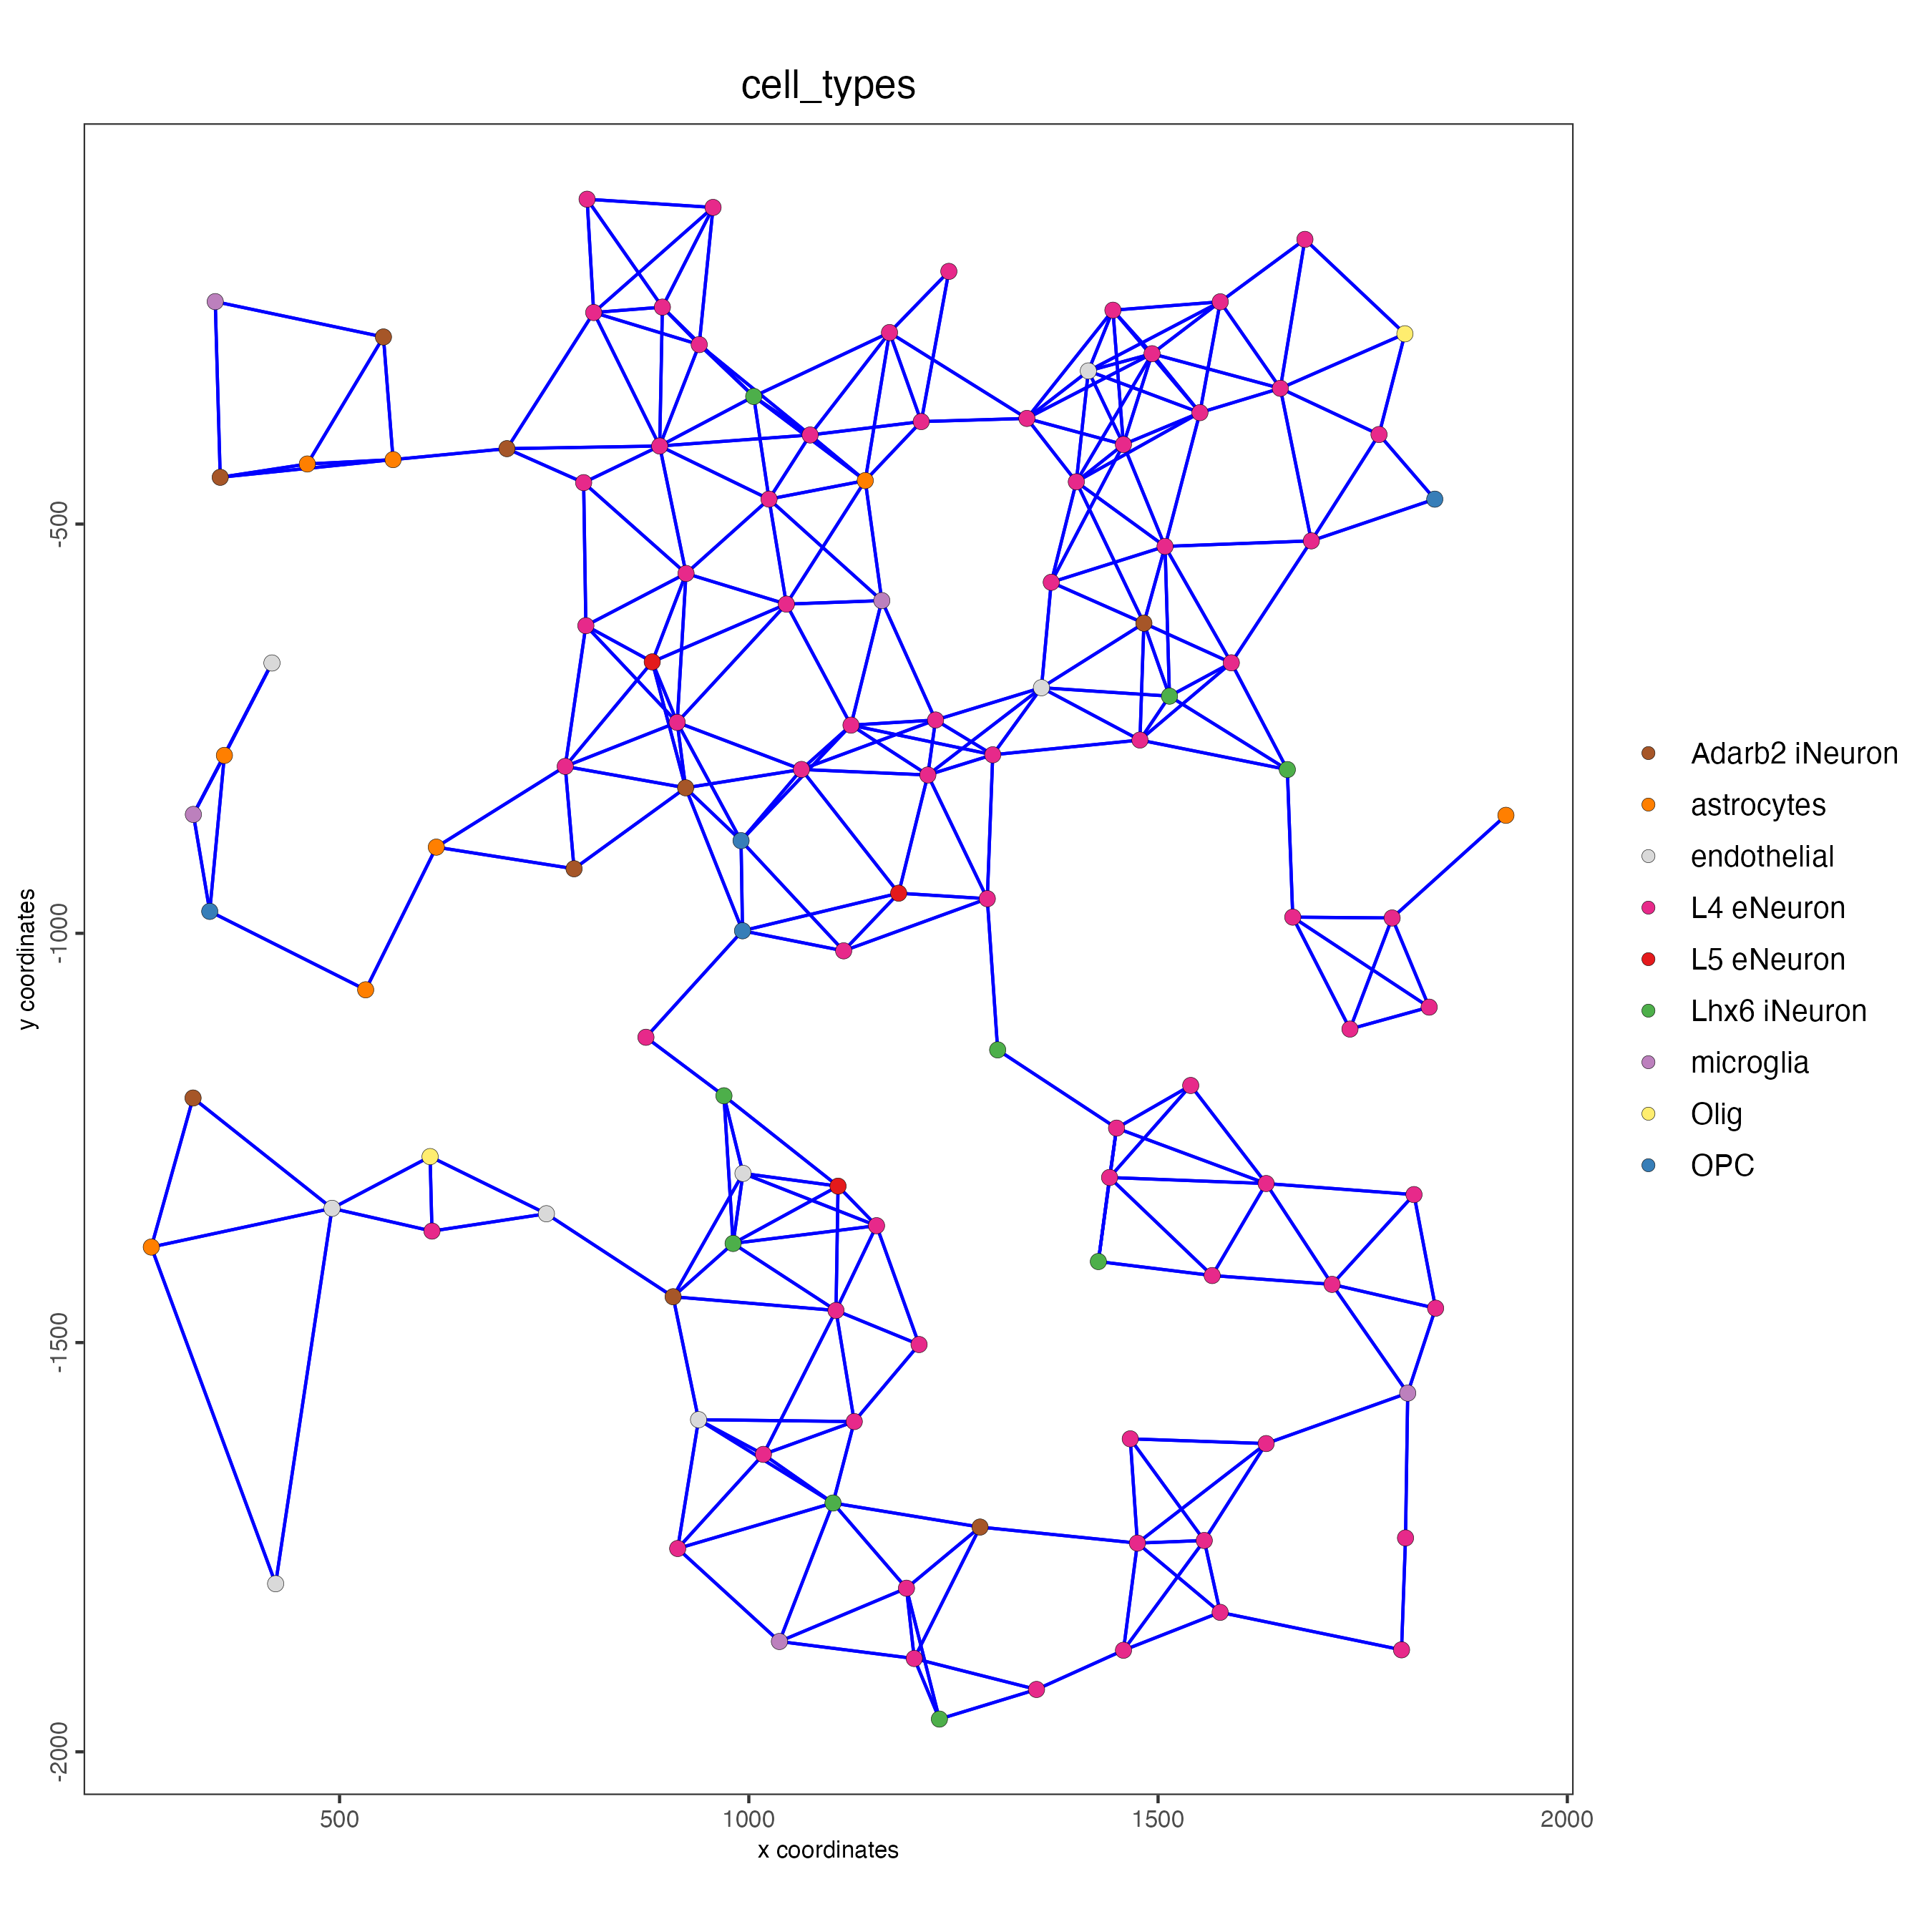 cell_types
-500
-1000
-1500
-2000
y coordinates
500
1000
1500
2000
x coordinates
Adarb2 iNeuron
astrocytes
endothelial
L4 eNeuron
L5 eNeuron
Lhx6 iNeuron
microglia
Olig
OPC